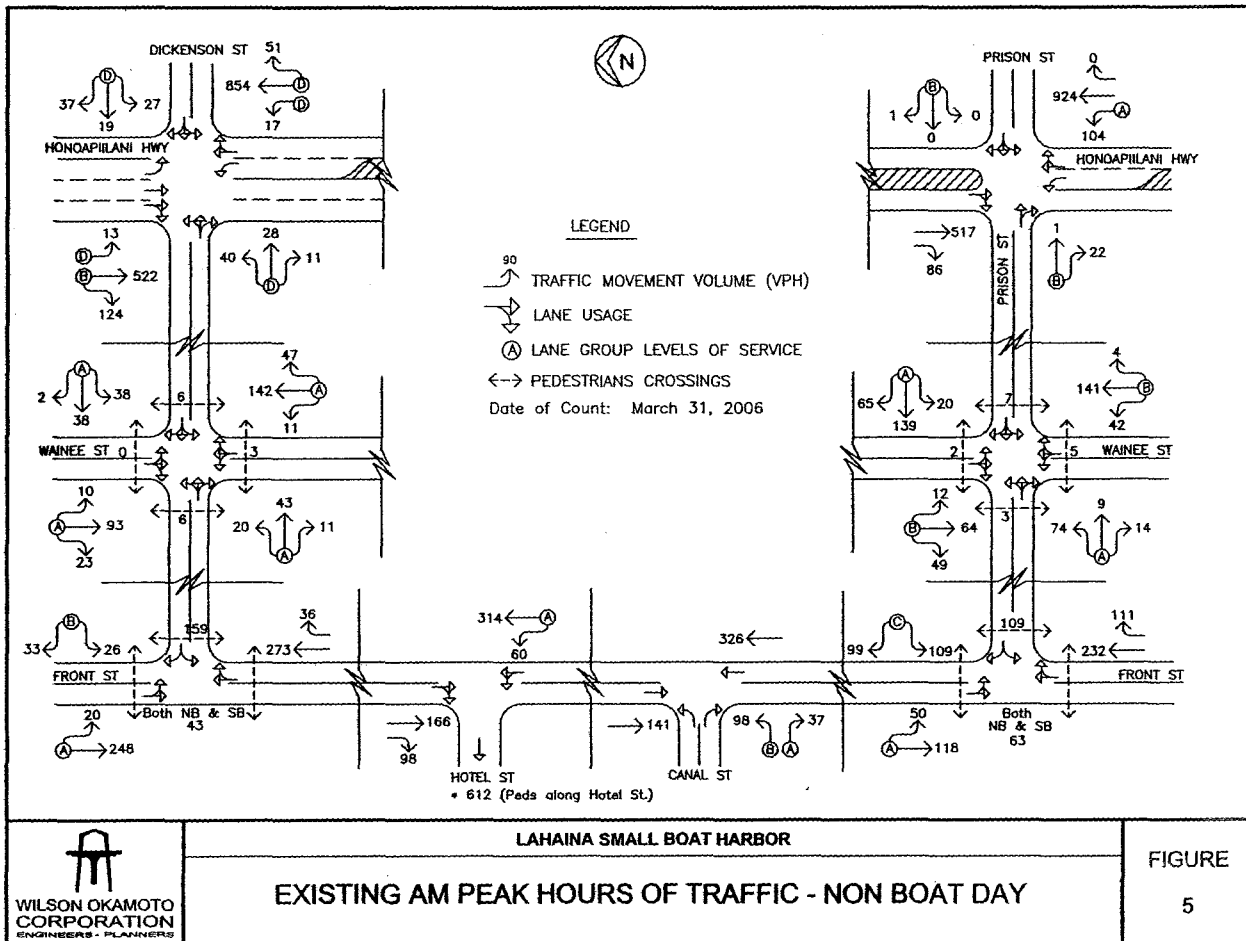 DICKENSON ST
51
D
854
D
D
37
27
19
17
HONOAPIILANI HWY
N
PRISON ST
0
B
924
A
1
0
0
104
HONOAPIILANI HWY
13
28
D
40
11
B
522
D
124
LEGEND
90
TRAFFIC MOVEMENT VOLUME (VPH)
LANE USAGE
A LANE GROUP LEVELS OF SERVICE
PEDESTRIANS CROSSINGS
Date of Count: March 31, 2006
517
86
PRISON ST
1
22
B
A
47
2
38
6
142
A
38
11
WAINEE ST
0
3
10
43
A
93
6
20
11
23
A
A
4
65
20
7
141
B
139
42
2
5
WAINEE ST
12
9
B
64
3
74
14
49
A
B
36
33
26
159
273
FRONT ST
20
Both NB & SB
43
A
248
314
A
60
166
98
HOTEL ST
* 612 (Peds along Hotel St.)
326
141
98
37
B
A
CANAL ST
C
111
99
109
109
232
FRONT ST
50
Both
NB & SB
63
A
118
WILSON OKAMOTO
CORPORATION
ENGINEERS - PLANNERS
LAHAINA SMALL BOAT HARBOR
EXISTING AM PEAK HOURS OF TRAFFIC - NON BOAT DAY
FIGURE
5